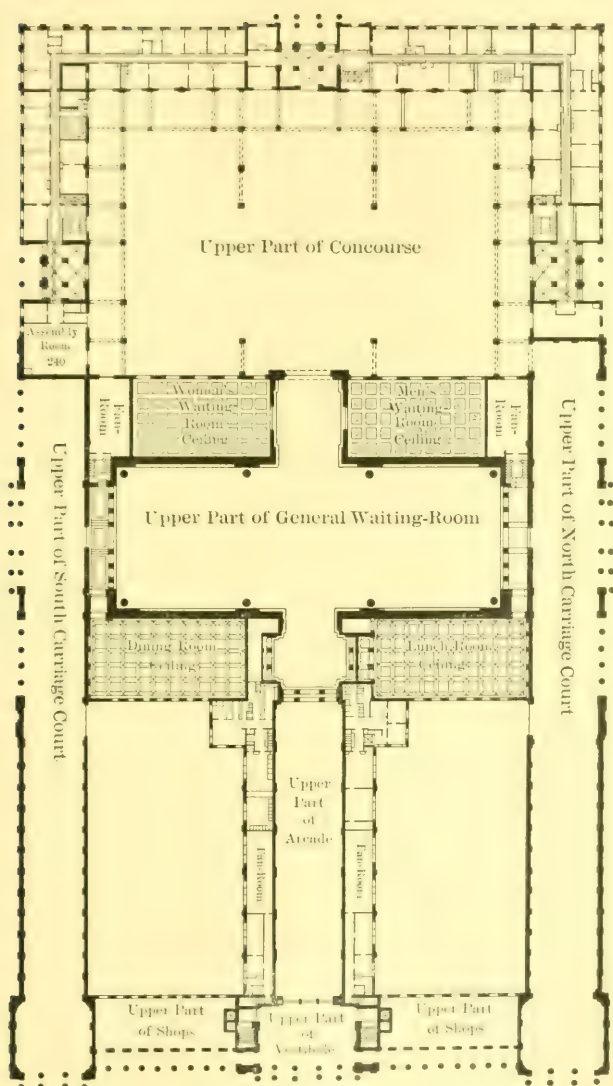 Upper Part of Concourse
Assembly
Room
240
Fan-
Room
Women's
Waiting-
Room
Ceiling
Men's
Waiting-
Room
Ceiling
Fan-
Room
Upper Part of South Carriage Court
Upper Part of General Waiting-Room
Upper Part of North Carriage Court
Dining Room
Ceiling
Lunch Room
Ceiling
Upper
Part
of
Arcade
Fan-Room
Fan-Room
Upper Part
of Shops
Upper Part
of
Vestibule
Upper Part
of Shops